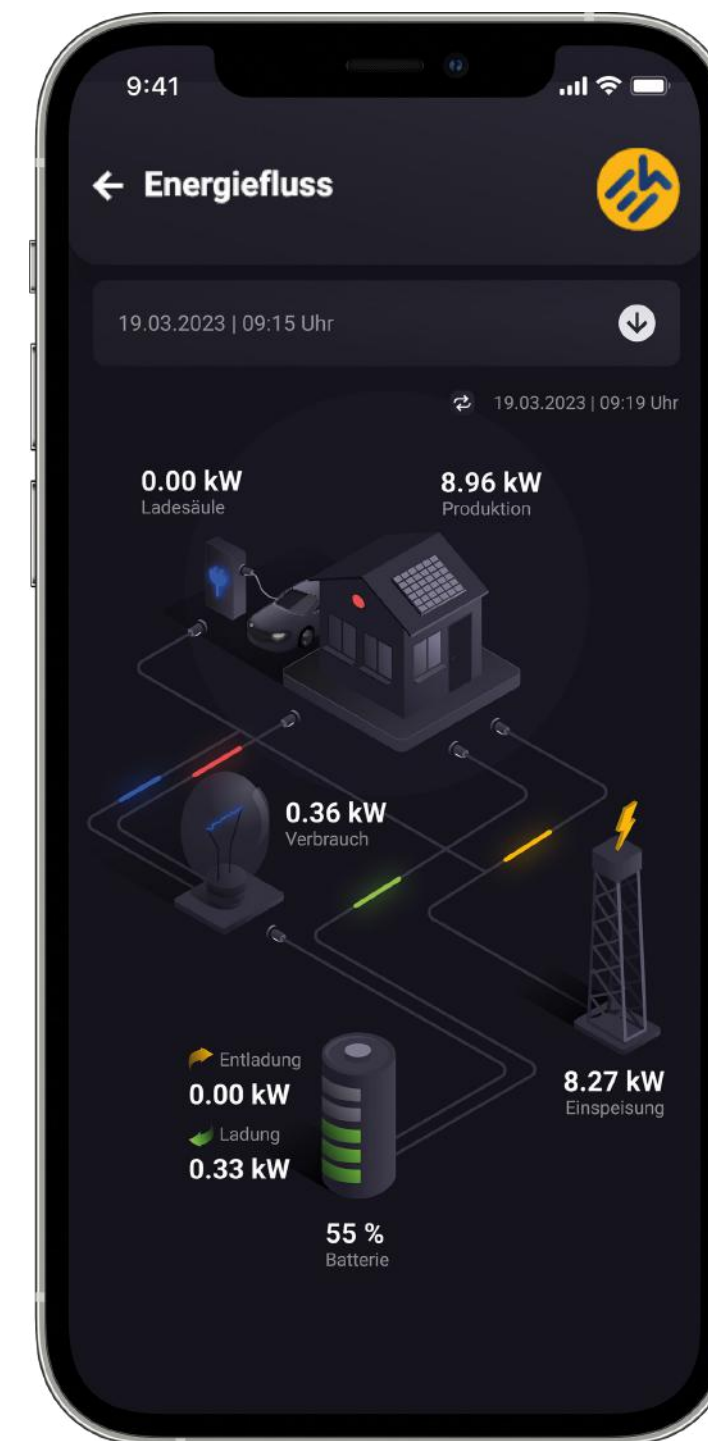 9:41
Energiefluss
19.03.2023 | 09:15 Uhr
19.03.2023 | 09:19 Uhr
0.00 kW
Ladesäule
8.96 kW
Produktion
0.36 kW
Verbrauch
Entladung
0.00 kW
Ladung
0.33 kW
8.27 kW
Einspeisung
55 %
Batterie